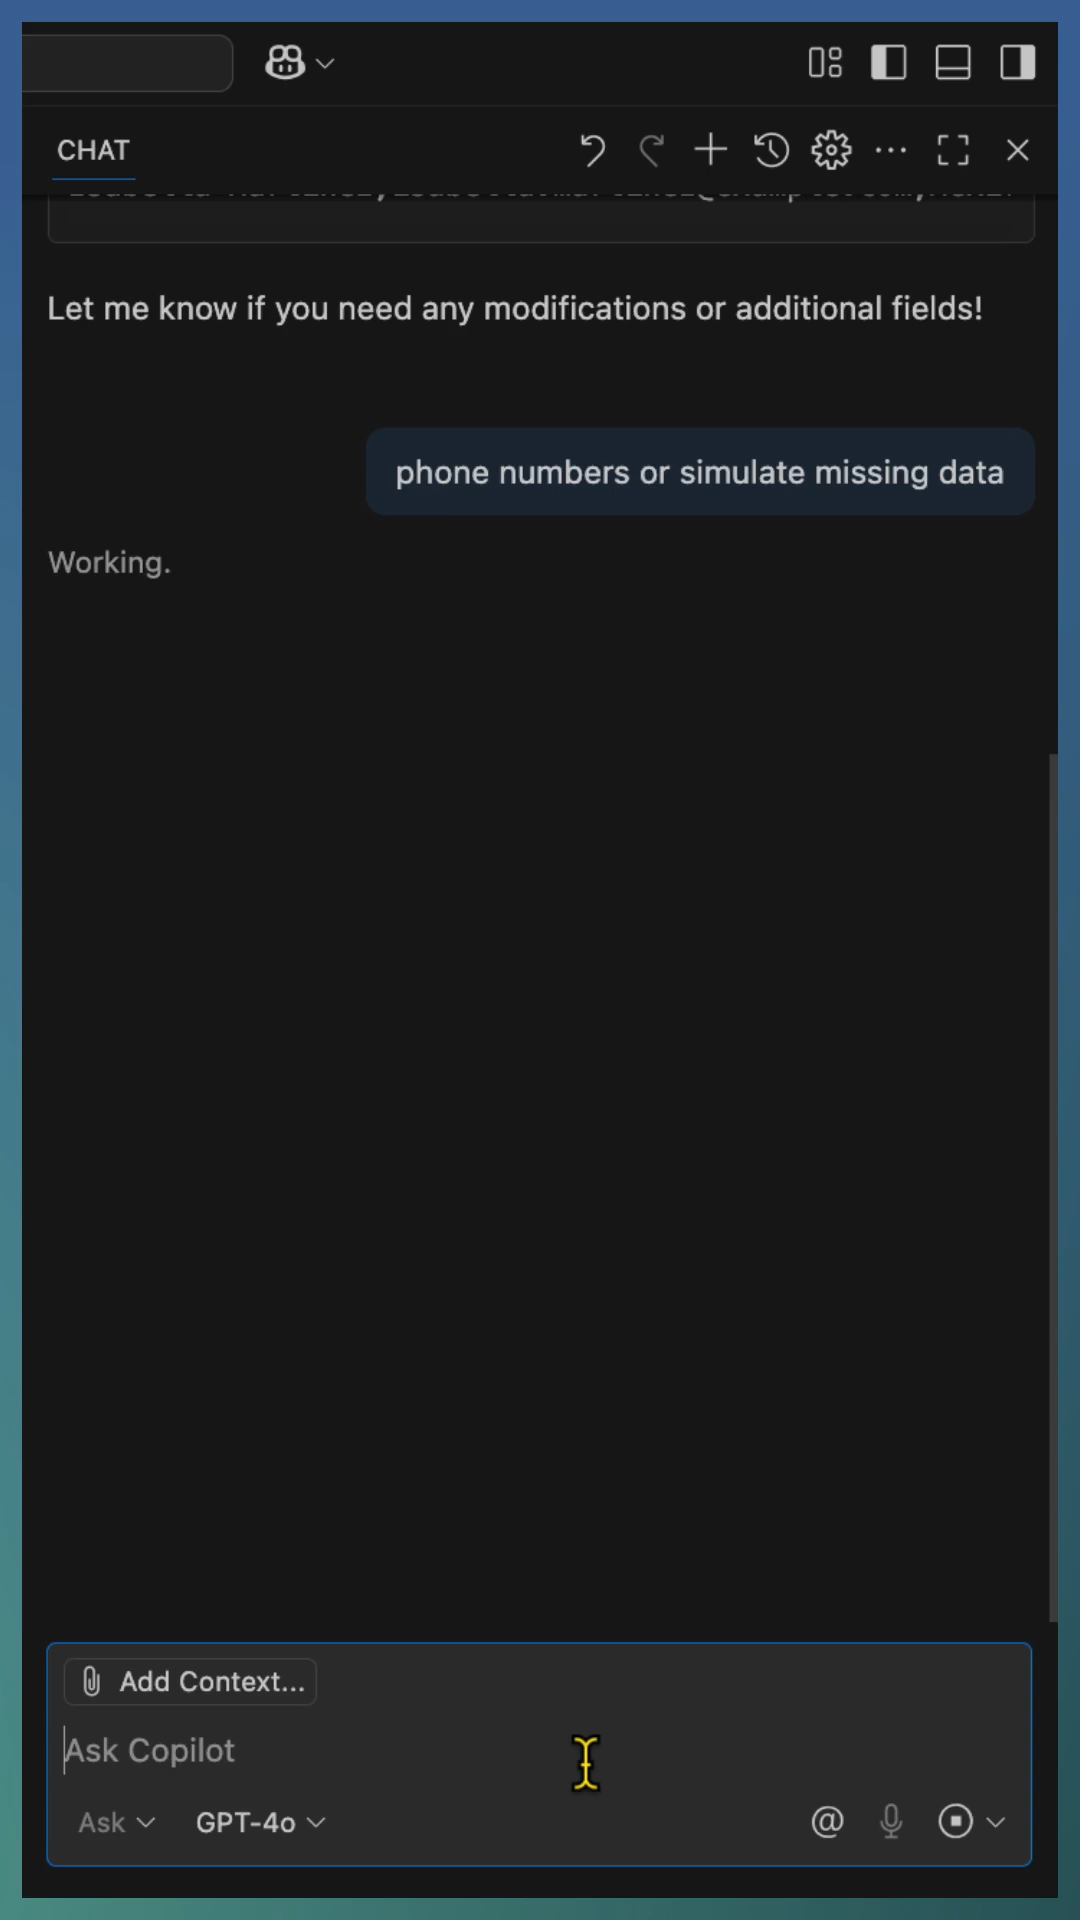 CHAT
Let me know if you need any modifications or additional fields!
phone numbers or simulate missing data
Working.
Add Context...
Ask Copilot
Ask
GPT-4o